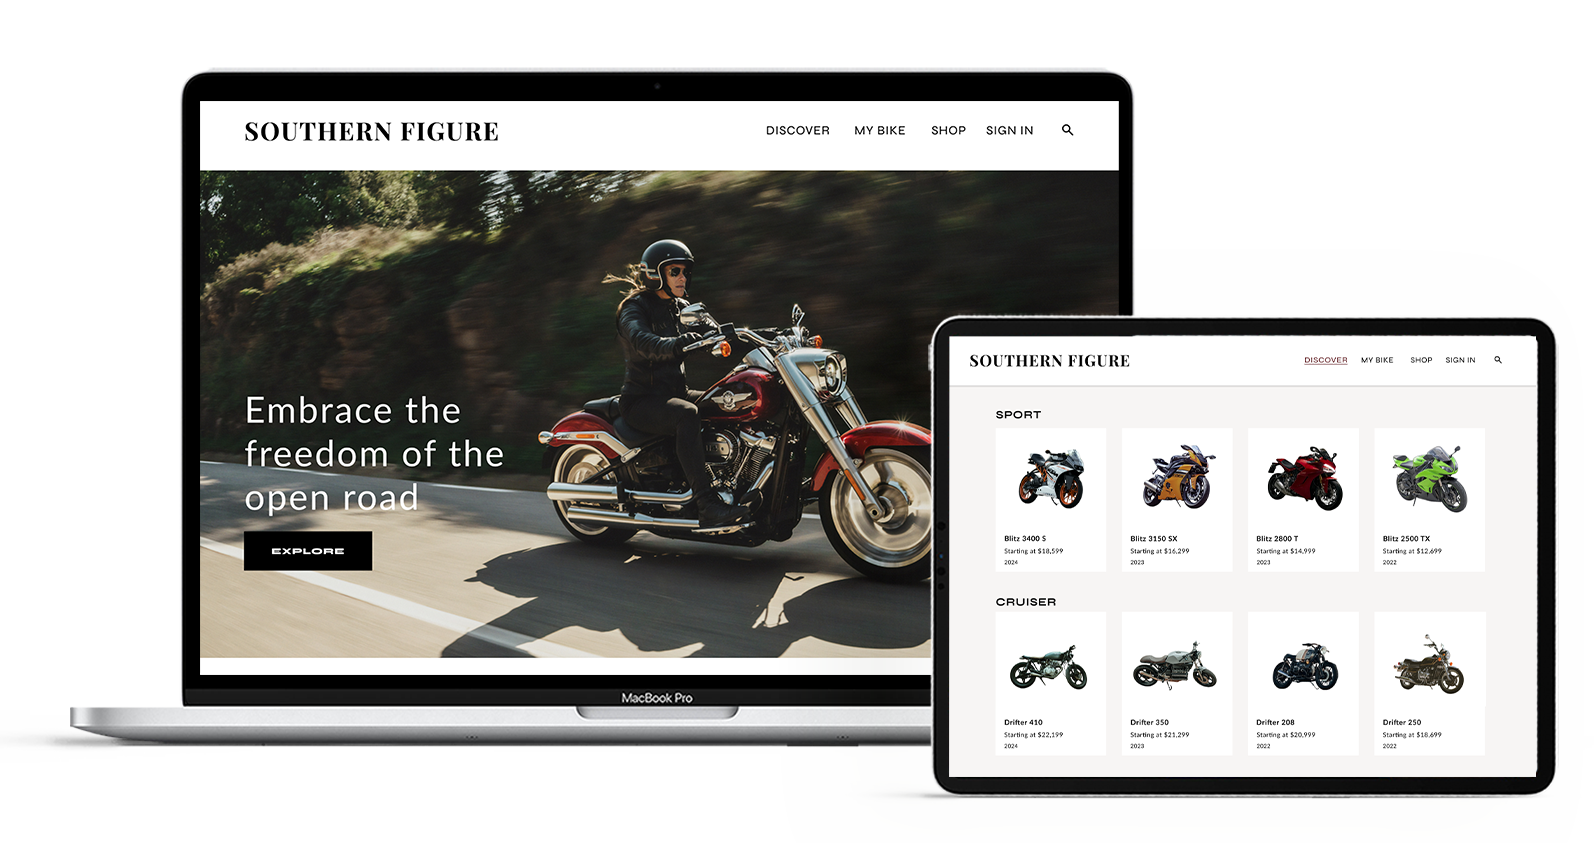 SOUTHERN FIGURE
DISCOVER MY BIKE SHOP SIGN IN
Embrace the
freedom of the
open road
EXPLORE
MacBook Pro
SOUTHERN FIGURE
DISCOVER MY BIKE SHOP SIGN IN
SPORT
Blitz 3400 S
Starting at $18,599
2024
Blitz 3150 SX
Starting at $16,299
2023
Blitz 2800 T
Starting at $14,999
2023
Blitz 2500 TX
Starting at $12,699
2022
CRUISER
Drifter 410
Starting at $22,199
2024
Drifter 350
Starting at $21,299
2023
Drifter 208
Starting at $20,999
2022
Drifter 250
Starting at $18,699
2022